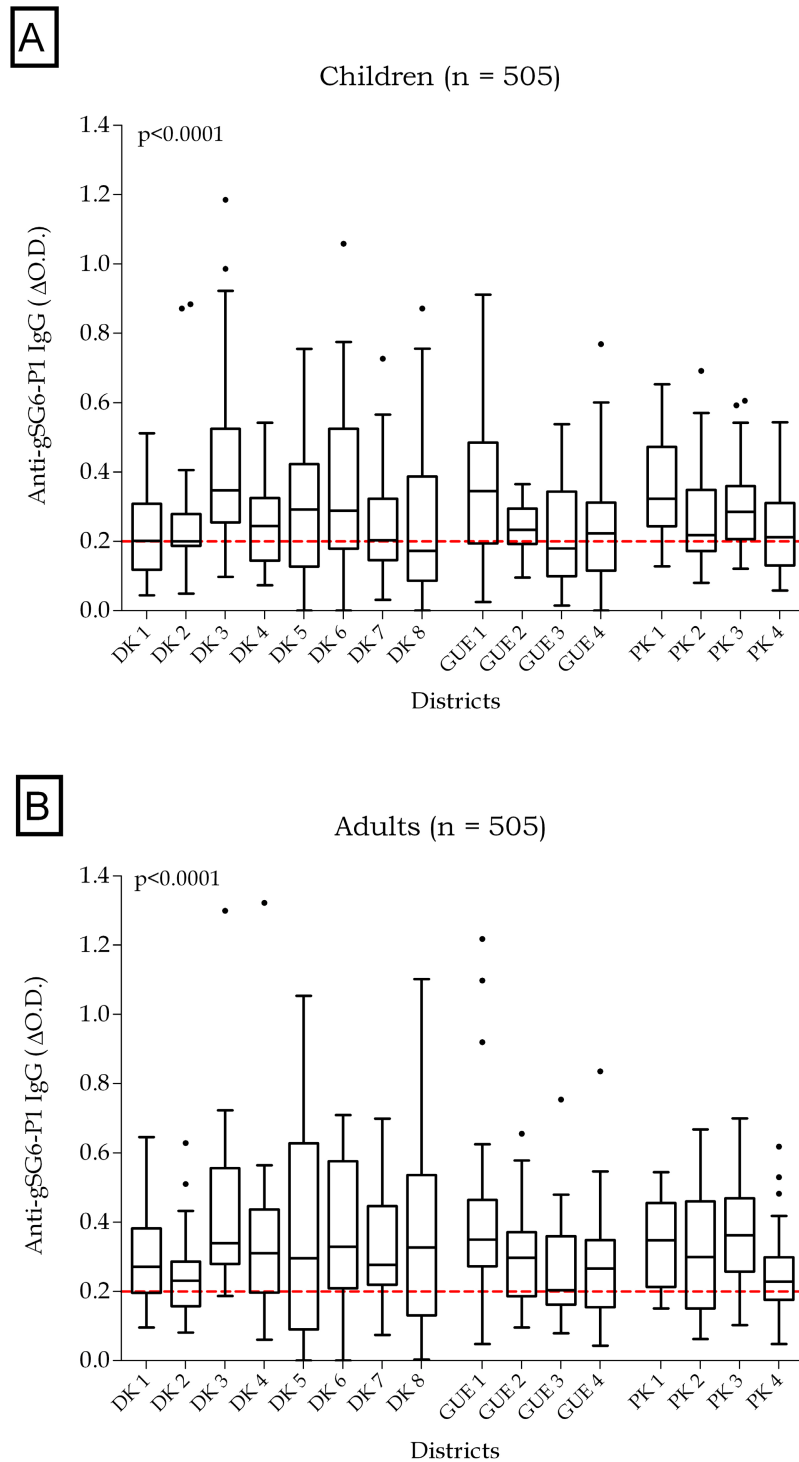 A
Children (n = 505)
p<0.0001
Anti-gSG6-P1 IgG (ΔO.D.)
1.4
1.2
1.0
0.8
0.6
0.4
0.2
0.0
DK 1 DK 2 DK 3 DK 4 DK 5 DK 6 DK 7 DK 8 GUE 1 GUE 2 GUE 3 GUE 4 PK 1 PK 2 PK 3 PK 4
Districts
B
Adults (n = 505)
p<0.0001
Anti-gSG6-P1 IgG (ΔO.D.)
1.4
1.2
1.0
0.8
0.6
0.4
0.2
0.0
DK 1 DK 2 DK 3 DK 4 DK 5 DK 6 DK 7 DK 8 GUE 1 GUE 2 GUE 3 GUE 4 PK 1 PK 2 PK 3 PK 4
Districts